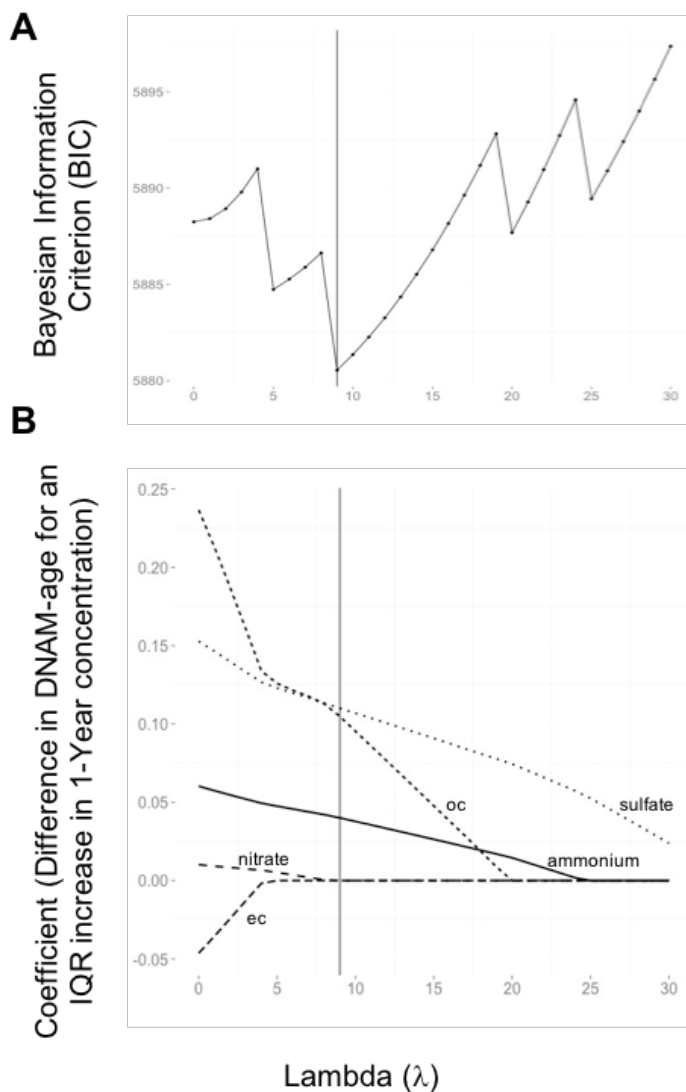 A
Bayesian Information
Criterion (BIC)
5895
5890
5885
5880
0 5 10 15 20 25 30
B
Coefficient (Difference in DNAM-age for an
IQR increase in 1-Year concentration)
0.25
0.20
0.15
0.10
0.05
0.00
-0.05
oc
sulfate
nitrate
ammonium
ec
0 5 10 15 20 25 30
Lambda (λ)